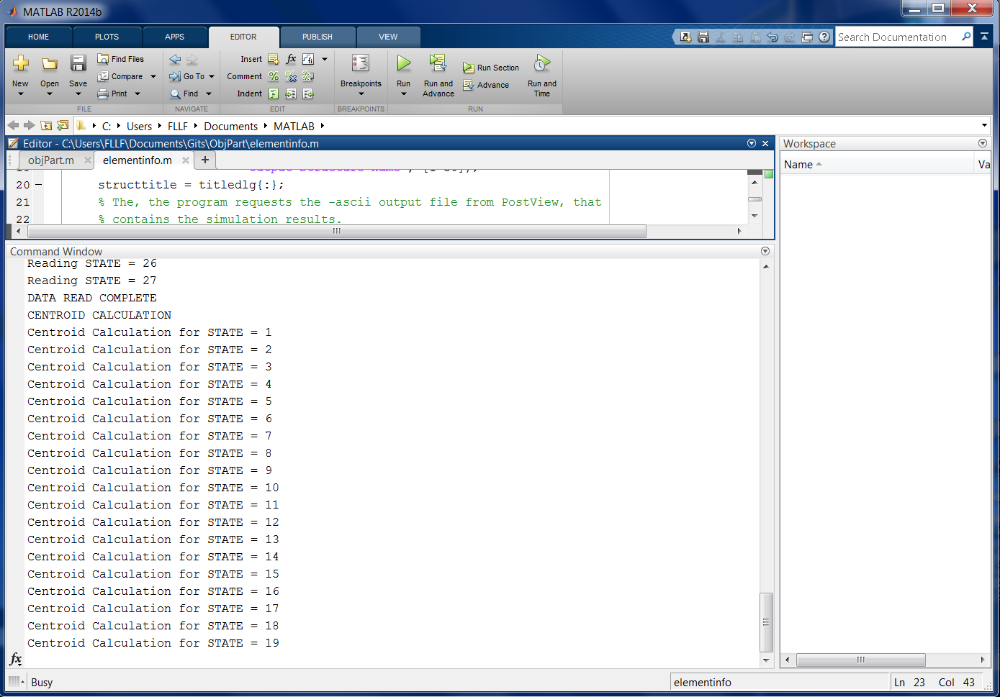 MATLAB R2014b
HOME PLOTS APPS EDITOR PUBLISH VIEW
Search Documentation
New Open Save Find Files Compare Print
FILE
Go To Find
NAVIGATE
Insert fx
Comment
Indent
EDIT
Breakpoints
BREAKPOINTS
Run Run and Advance Run Section Advance Run and Time
RUN
C: Users FLLF Documents MATLAB
Editor - C:\Users\FLLF\Documents\Gits\ObjPart\elementinfo.m
objPart.m elementinfo.m +
20 – structtitle = titledlg{:};
21 % The, the program requests the -ascii output file from PostView, that
22 % contains the simulation results.
Workspace
Name Va
Command Window
Reading STATE = 26
Reading STATE = 27
DATA READ COMPLETE
CENTROID CALCULATION
Centroid Calculation for STATE = 1
Centroid Calculation for STATE = 2
Centroid Calculation for STATE = 3
Centroid Calculation for STATE = 4
Centroid Calculation for STATE = 5
Centroid Calculation for STATE = 6
Centroid Calculation for STATE = 7
Centroid Calculation for STATE = 8
Centroid Calculation for STATE = 9
Centroid Calculation for STATE = 10
Centroid Calculation for STATE = 11
Centroid Calculation for STATE = 12
Centroid Calculation for STATE = 13
Centroid Calculation for STATE = 14
Centroid Calculation for STATE = 15
Centroid Calculation for STATE = 16
Centroid Calculation for STATE = 17
Centroid Calculation for STATE = 18
Centroid Calculation for STATE = 19
fx
Busy
elementinfo
Ln 23 Col 43